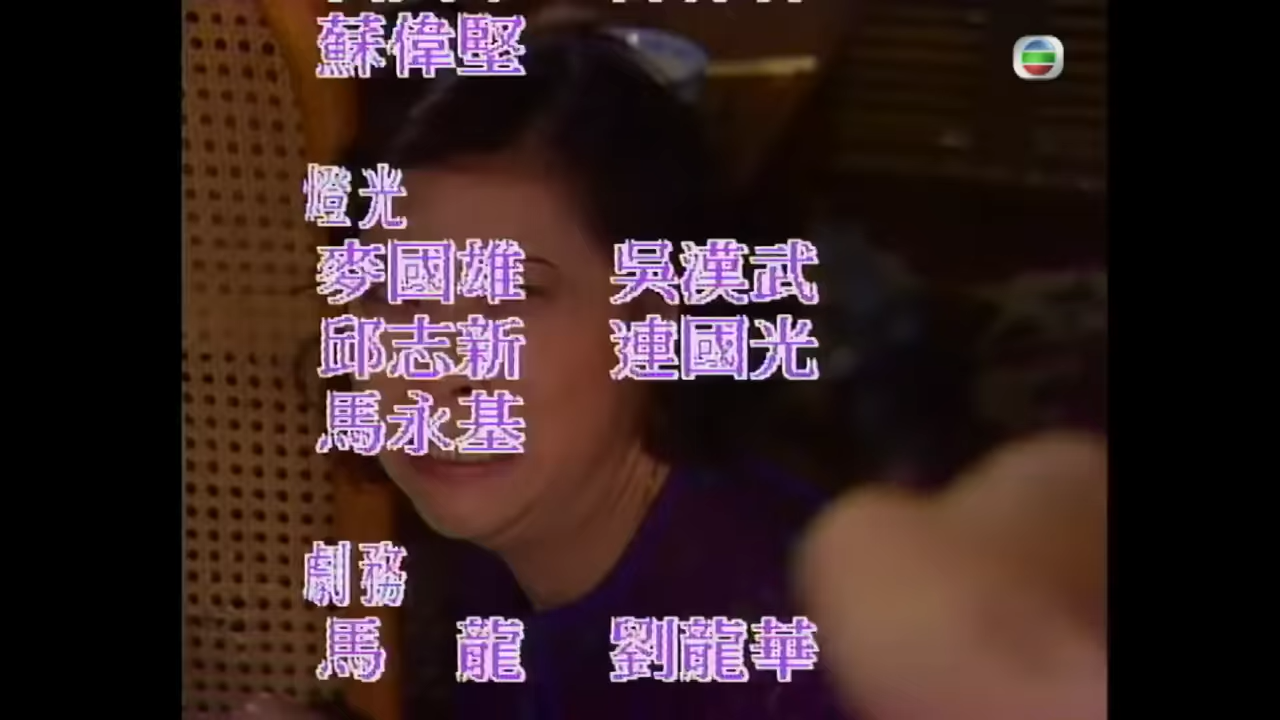 蘇偉堅
燈光
麥國雄 吳漢武
邱志新 連國光
馬永基
劇務
馬 龍 劉龍華